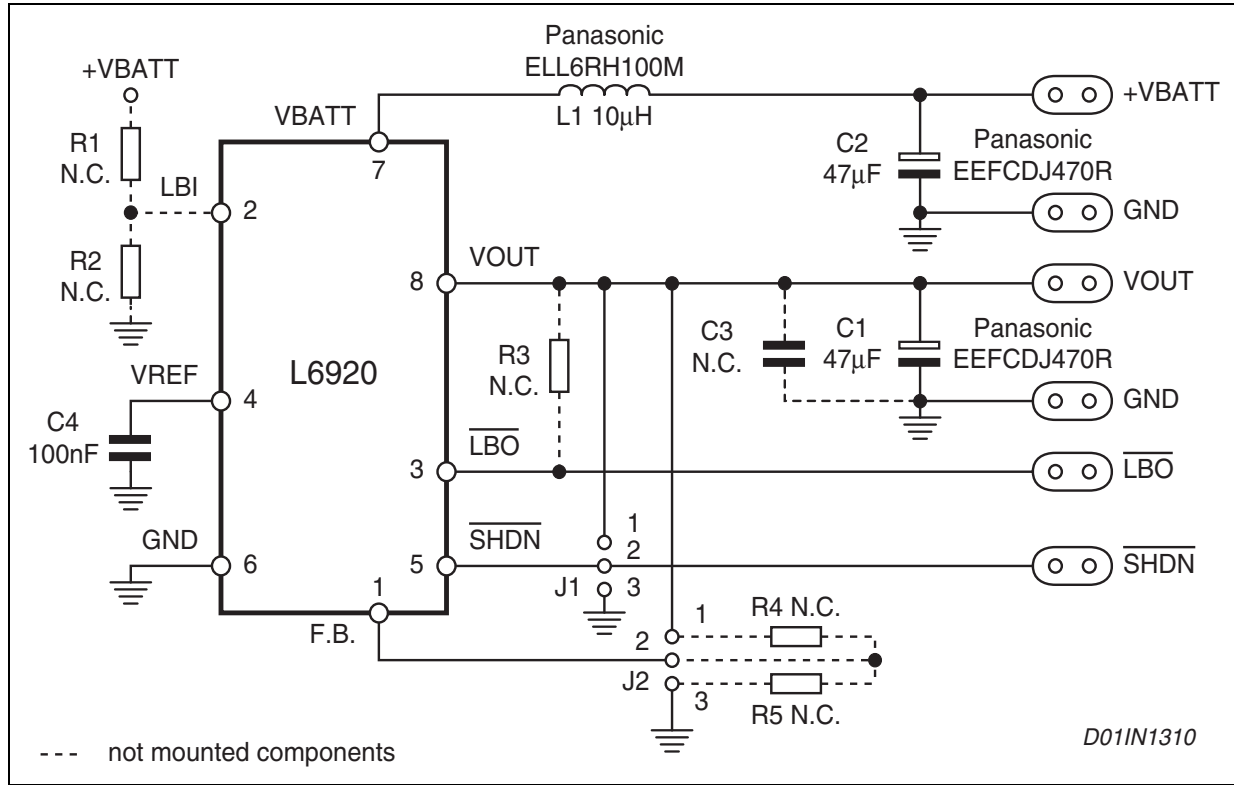 Panasonic
ELL6RH100M
L1 10μH
+VBATT
R1
N.C.
LBI
R2
N.C.
VBATT
7
2
VREF
4
C4
100nF
GND
6
L6920
VOUT
8
R3
N.C.
LBO
3
SHDN
5
1
F.B.
1
2
J1
3
1
2
J2
3
R4 N.C.
R5 N.C.
C2
47μF
Panasonic
EEFCDJ470R
C3
N.C.
C1
47μF
Panasonic
EEFCDJ470R
+VBATT
GND
VOUT
GND
LBO
SHDN
--- not mounted components
D01IN1310